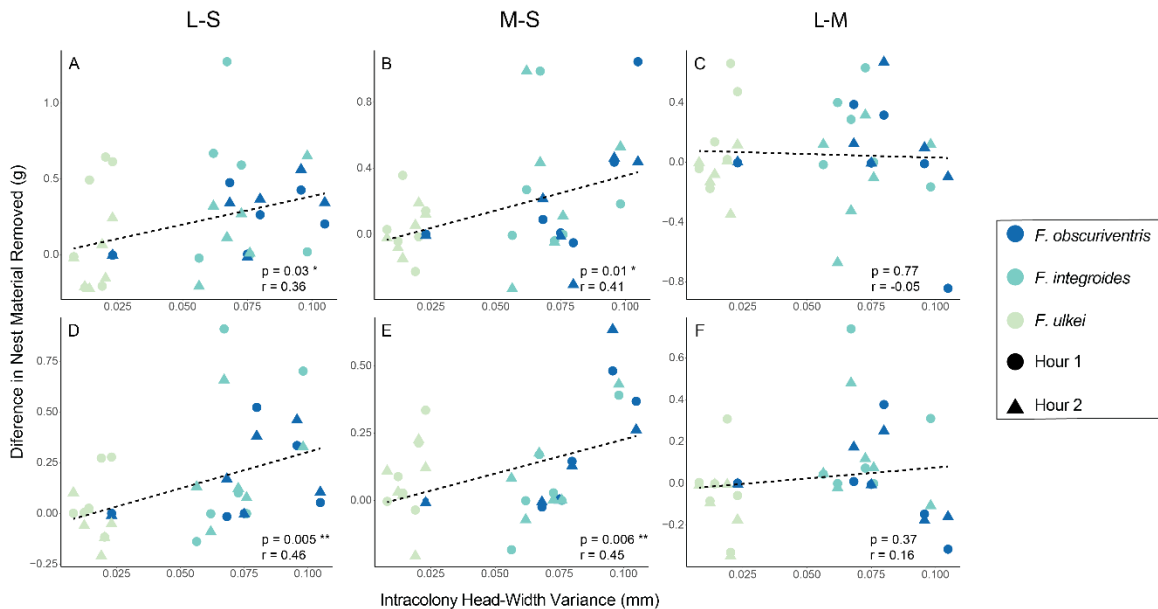 L-S
M-S
L-M
A
1.0
0.5
0.0
p = 0.03 *
r = 0.36
0.025
0.050
0.075
0.100
B
0.8
0.4
0.0
p = 0.01 *
r = 0.41
0.025
0.050
0.075
0.100
C
0.4
0.0
−0.4
−0.8
p = 0.77
r = -0.05
0.025
0.050
0.075
0.100
D
0.75
0.50
0.25
0.00
−0.25
p = 0.005 **
r = 0.46
0.025
0.050
0.075
0.100
E
0.50
0.25
0.00
p = 0.006 **
r = 0.45
0.025
0.050
0.075
0.100
F
0.6
0.4
0.2
0.0
−0.2
p = 0.37
r = 0.16
0.025
0.050
0.075
0.100
Diference in Nest Material Removed (g)
Intracolony Head-Width Variance (mm)
F. obscuriventris
F. integroides
F. ulkei
Hour 1
Hour 2